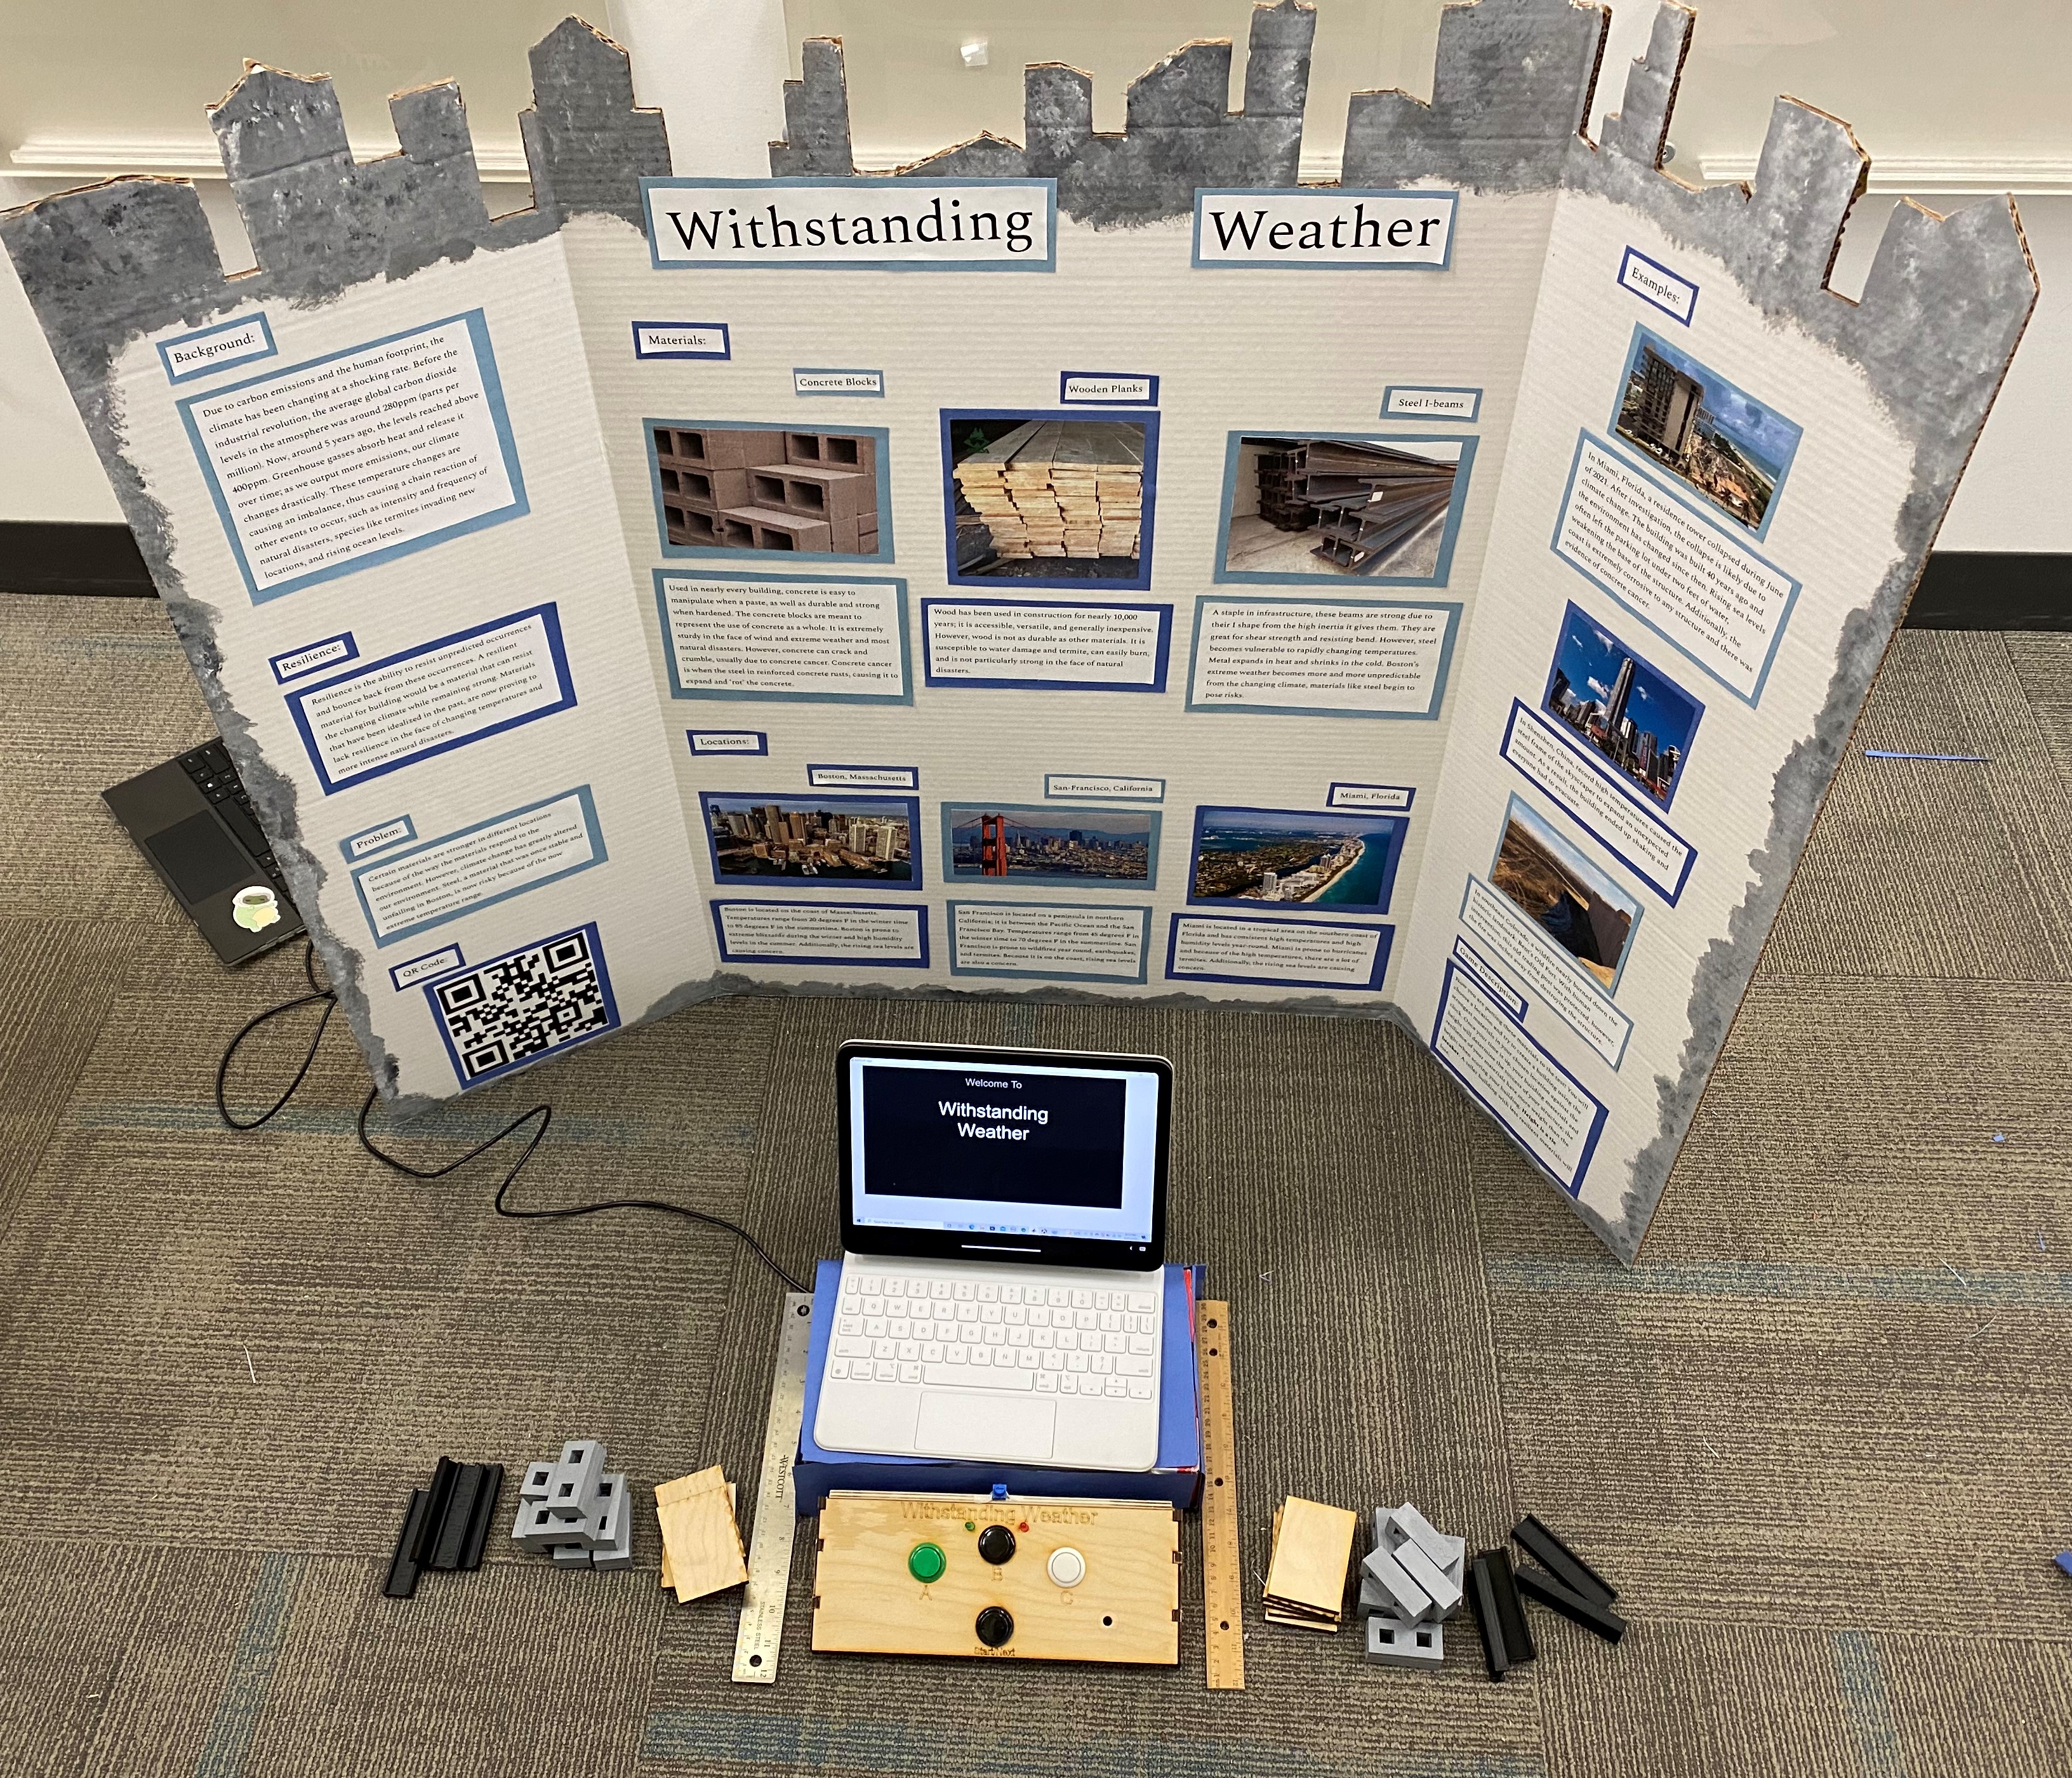 Withstanding Weather
Background:
Due to carbon emissions and the human footprint, the
climate has been changing at a shocking rate. Before the
industrial revolution, the average global carbon dioxide
levels in the atmosphere was around 280ppm (parts per
million). Now, around 5 years ago, the levels reached above
400ppm. Greenhouse gasses absorb heat and release it
over time; as we output more emissions, our climate
changes drastically. These temperature changes are
causing an imbalance, thus causing a chain reaction of
other events to occur, such as intensity and frequency of
natural disasters, species like termites invading new
locations, and rising ocean levels.
Resilience:
Resilience is the ability to resist unpredicted occurrences
and bounce back from these occurrences. A resilient
material for building would be a material that can resist
the changing climate while remaining strong. Materials
that have been idealised in the past, are now proving to
lack resilience in the face of changing temperatures and
more intense natural disasters.
Problem:
Certain materials are stronger in different locations
because of the way the materials respond to the
environment. However, climate change has greatly altered
our environment. Steel, a material that was once stable and
unfailing in Boston, is now risky because of the now
extreme temperature range.
QR Code:
Materials:
Concrete Blocks
Used in nearly every building, concrete is easy to
manipulate when a paste, as well as durable and strong
when hardened. The concrete blocks are meant to
represent the use of concrete as a whole. It is extremely
sturdy in the face of wind and extreme weather and most
natural disasters. However, concrete can crack and
crumble, usually due to concrete cancer. Concrete cancer
is when the steel in reinforced concrete rusts, causing it to
expand and 'rot' the concrete.
Wooden Planks
Wood has been used in construction for nearly 10,000
years; it is accessible, versatile, and generally inexpensive.
However, wood is not as durable as other materials. It is
susceptible to water damage and termite, can easily burn,
and is not particularly strong in the face of natural
disasters.
Steel I-beams
A staple in infrastructure, these beams are strong due to
their I shape from the high inertia it gives them. They are
great for shear strength and resisting bend. However, steel
becomes vulnerable to rapidly changing temperatures.
Metal expands in heat and shrinks in the cold. Boston's
extreme weather becomes more and more unpredictable
from the changing climate, materials like steel begin to
pose risks.
Locations:
Boston, Massachusetts
Boston is located on the coast of Massachusetts.
Temperatures range from 20 degrees F in the winter time
to 85 degrees F in the summertime. Boston is prone to
extreme blizzards during the winter and high humidity
levels in the summer. Additionally, the rising sea levels are
causing concern.
San-Francisco, California
San Francisco is located on a peninsula in northern
California; it is between the Pacific Ocean and the San
Francisco Bay. Temperatures range from 45 degrees F in
the winter time to 70 degrees F in the summertime. San
Francisco is prone to wildfires year round, earthquakes,
and termites. Because it is on the coast, rising sea levels
are also a concern.
Miami, Florida
Miami is located in a tropical area on the southern coast of
Florida and has consistent high temperatures and high
humidity levels year-round. Miami is prone to hurricanes
and because of the high temperatures, there are a lot of
termites. Additionally, the rising sea levels are causing
concern.
Examples:
In Miami, Florida, a residence tower collapsed during June
of 2021. After investigation, the collapse is likely due to
climate change. The building was built 40 years ago and
the environment has changed since then. Rising sea levels
often left the parking lot under two feet of water,
weakening the base of the structure. Additionally, the
coast is extremely corrosive to any structure and there was
evidence of concrete cancer.
In Shenzhen, China, record high temperatures caused the
steel frame of the skyscraper to expand an unexpected
amount. As a result, the building ended up shaking and
everyone had to evacuate.
In southeast Colorado, a wildfire nearly burned down the
Game Description:
Welcome To
Withstanding
Weather
WESTCOTT
STAINLESS STEEL
Withstanding Weather
A
B
C
Start/Next